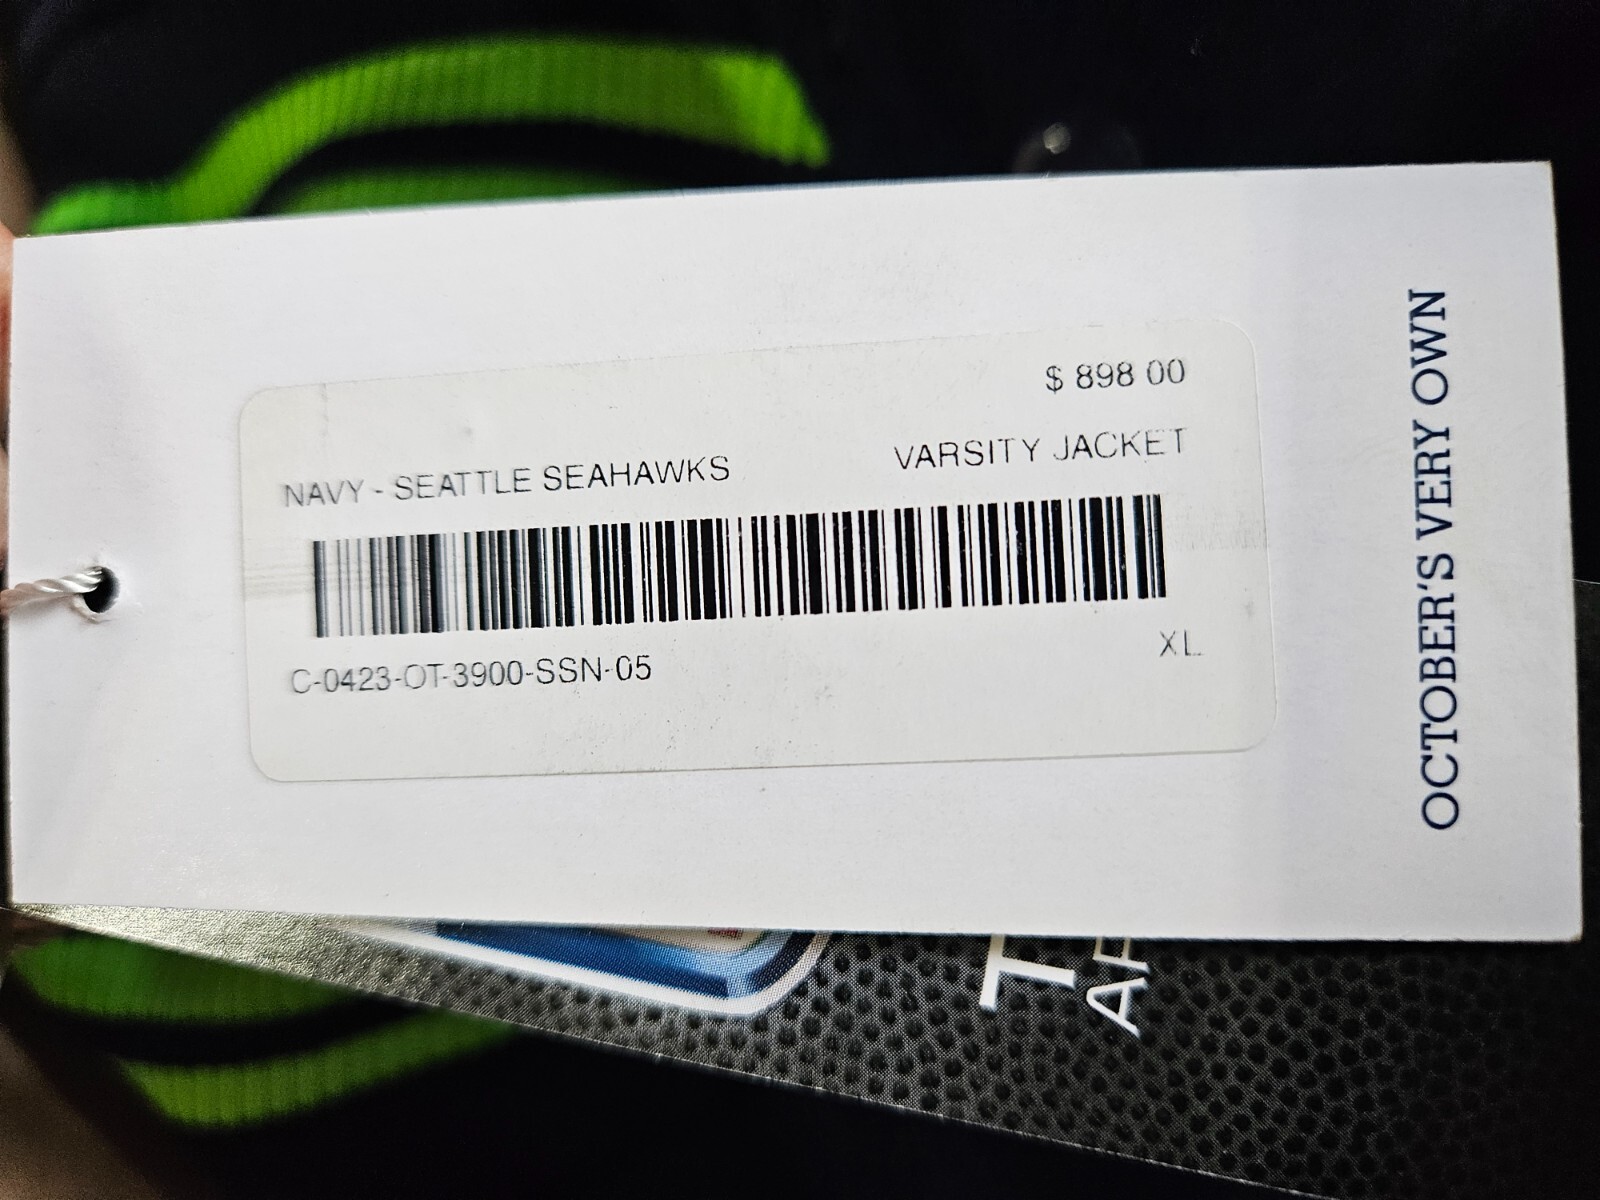 $ 898 00
NAVY - SEATTLE SEAHAWKS
VARSITY JACKET
C-0423-OT-3900-SSN-05
XL
OCTOBER'S VERY OWN